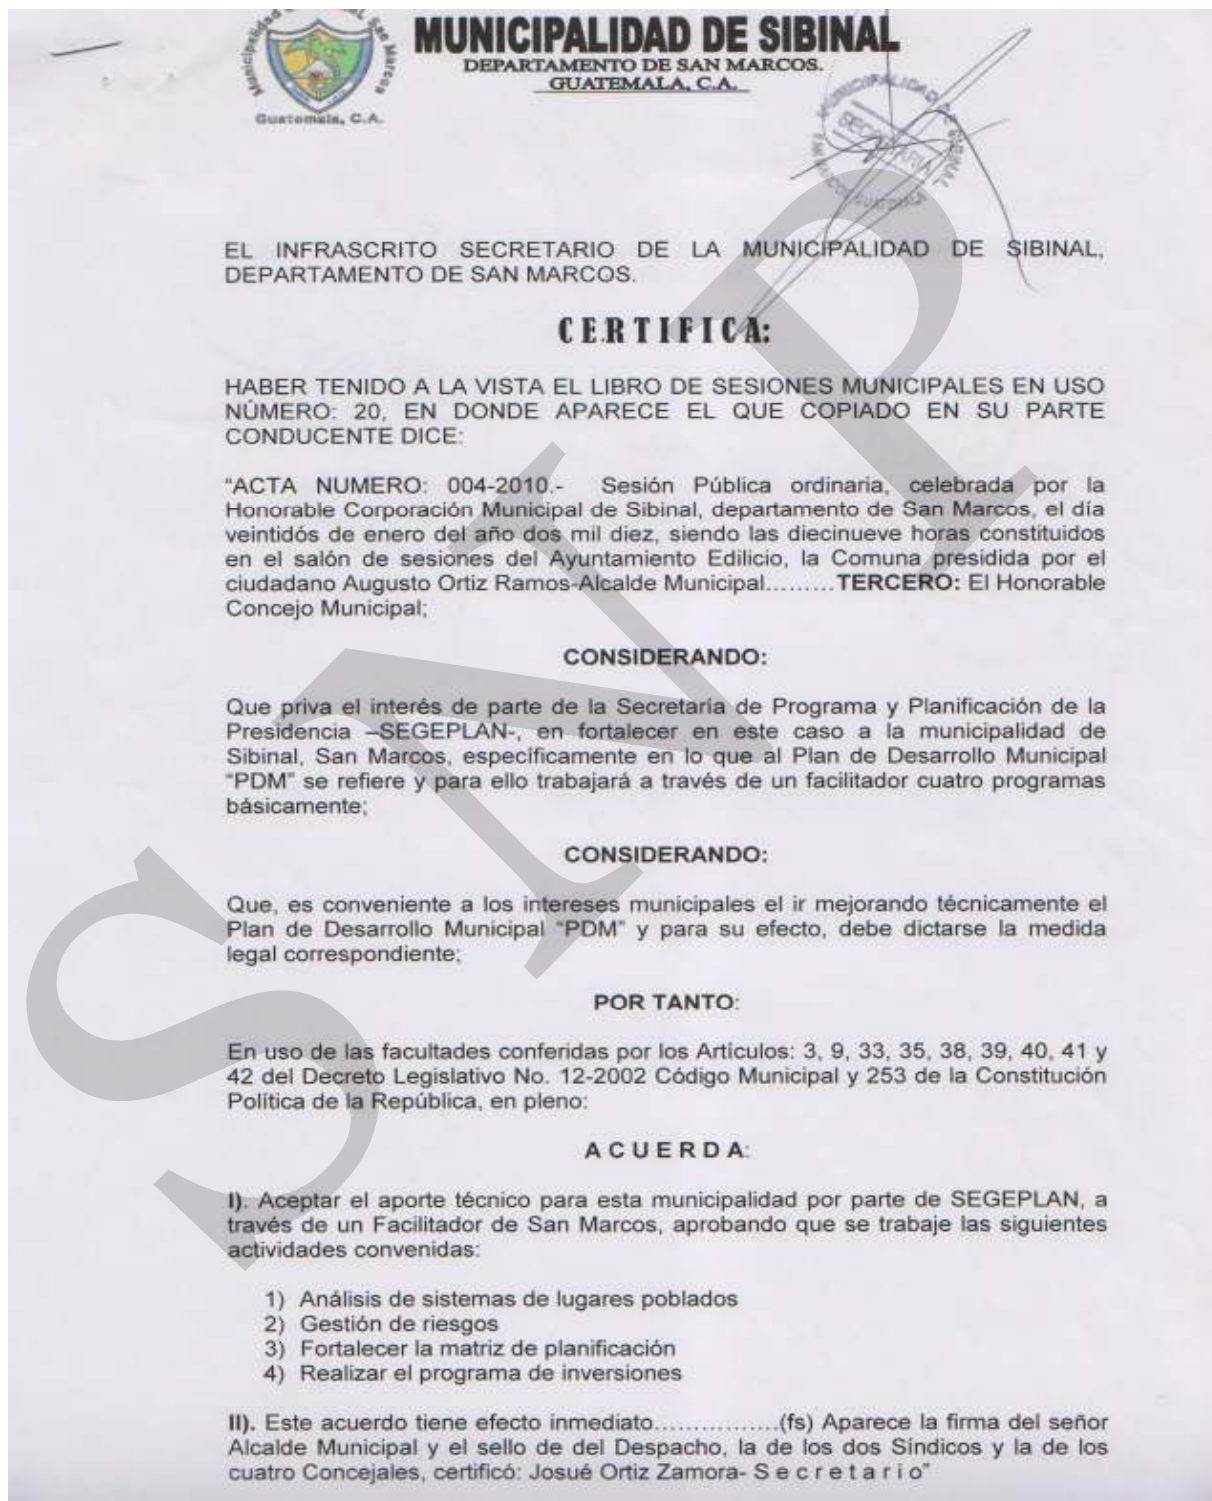 MUNICIPALIDAD DE SIBINAL
DEPARTAMENTO DE SAN MARCOS.
GUATEMALA, C.A.
Municipalidad
San Marcos
Guatemala, C.A.
MUNICIPALIDAD DE SIBINAL
SECRETARIA
SAN MARCOS GUATEMALA
EL INFRASCRITO SECRETARIO DE LA MUNICIPALIDAD DE SIBINAL,
DEPARTAMENTO DE SAN MARCOS.
CERTIFICA:
HABER TENIDO A LA VISTA EL LIBRO DE SESIONES MUNICIPALES EN USO
NÚMERO: 20, EN DONDE APARECE EL QUE COPIADO EN SU PARTE
CONDUCENTE DICE:
“ACTA NUMERO: 004-2010.- Sesión Pública ordinaria, celebrada por la
Honorable Corporación Municipal de Sibinal, departamento de San Marcos, el día
veintidós de enero del año dos mil diez, siendo las diecinueve horas constituidos
en el salón de sesiones del Ayuntamiento Edilicio, la Comuna presidida por el
ciudadano Augusto Ortiz Ramos-Alcalde Municipal.........TERCERO: El Honorable
Concejo Municipal;
CONSIDERANDO:
Que priva el interés de parte de la Secretaría de Programa y Planificación de la
Presidencia –SEGEPLAN-, en fortalecer en este caso a la municipalidad de
Sibinal, San Marcos, específicamente en lo que al Plan de Desarrollo Municipal
“PDM” se refiere y para ello trabajará a través de un facilitador cuatro programas
básicamente;
CONSIDERANDO:
Que, es conveniente a los intereses municipales el ir mejorando técnicamente el
Plan de Desarrollo Municipal “PDM” y para su efecto, debe dictarse la medida
legal correspondiente;
POR TANTO:
En uso de las facultades conferidas por los Artículos: 3, 9, 33, 35, 38, 39, 40, 41 y
42 del Decreto Legislativo No. 12-2002 Código Municipal y 253 de la Constitución
Política de la República, en pleno:
A C U E R D A:
I). Aceptar el aporte técnico para esta municipalidad por parte de SEGEPLAN, a
través de un Facilitador de San Marcos, aprobando que se trabaje las siguientes
actividades convenidas:
1) Análisis de sistemas de lugares poblados
2) Gestión de riesgos
3) Fortalecer la matriz de planificación
4) Realizar el programa de inversiones
II). Este acuerdo tiene efecto inmediato.................(fs) Aparece la firma del señor
Alcalde Municipal y el sello de del Despacho, la de los dos Síndicos y la de los
cuatro Concejales, certificó: Josué Ortiz Zamora- S e c r e t a r i o”
SNP